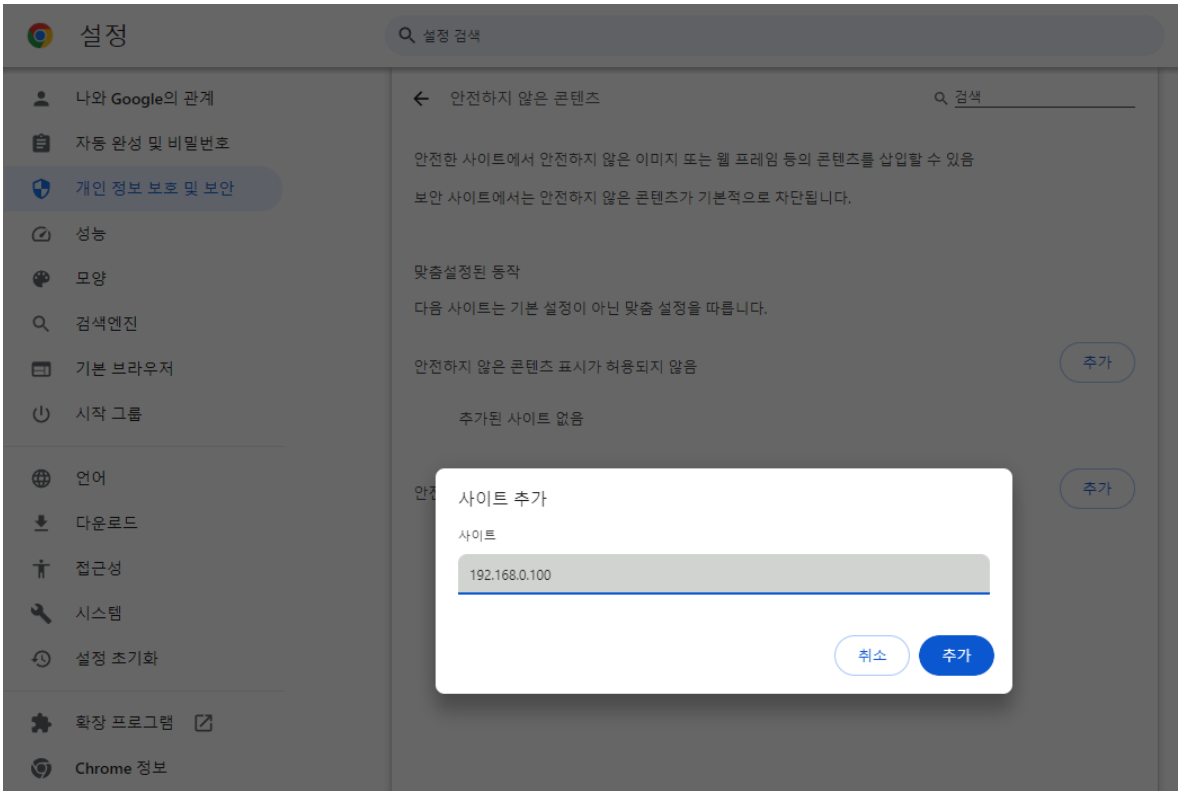 설정
설정 검색
나와 Google의 관계
자동 완성 및 비밀번호
개인 정보 보호 및 보안
성능
모양
검색엔진
기본 브라우저
시작 그룹
언어
다운로드
접근성
시스템
설정 초기화
확장 프로그램
Chrome 정보
안전하지 않은 콘텐츠
검색
안전한 사이트에서 안전하지 않은 이미지 또는 웹 프레임 등의 콘텐츠를 삽입할 수 있음
보안 사이트에서는 안전하지 않은 콘텐츠가 기본적으로 차단됩니다.
맞춤설정된 동작
다음 사이트는 기본 설정이 아닌 맞춤 설정을 따릅니다.
안전하지 않은 콘텐츠 표시가 허용되지 않음
추가
추가된 사이트 없음
추가
사이트 추가
사이트
192.168.0.100
취소
추가